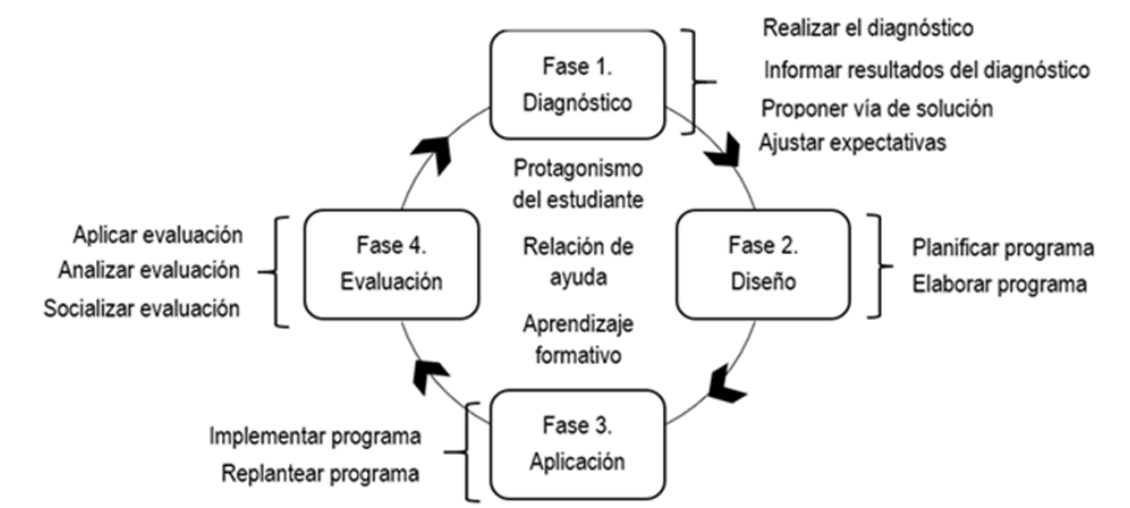 Fase 1.
Diagnóstico
Realizar el diagnóstico
Informar resultados del diagnóstico
Proponer vía de solución
Ajustar expectativas
Fase 2.
Diseño
Planificar programa
Elaborar programa
Fase 3.
Aplicación
Implementar programa
Replantear programa
Fase 4.
Evaluación
Aplicar evaluación
Analizar evaluación
Socializar evaluación
Protagonismo
del estudiante
Relación de
ayuda
Aprendizaje
formativo